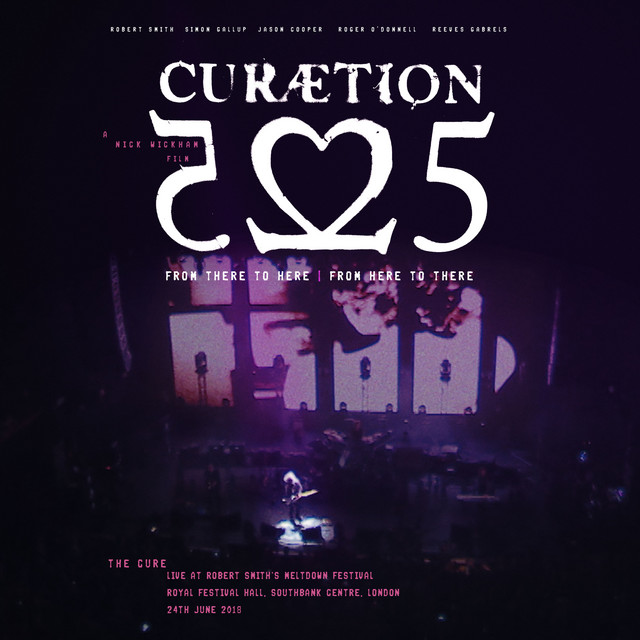 ROBERT SMITH SIMON GALLUP JASON COOPER ROGER O'DONNELL REEVES GABRELS
CURÆTION
25
A
NICK WICKHAM
FILM
FROM THERE TO HERE | FROM HERE TO THERE
THE CURE
LIVE AT ROBERT SMITH'S MELTDOWN FESTIVAL
ROYAL FESTIVAL HALL, SOUTHBANK CENTRE, LONDON
24TH JUNE 2018